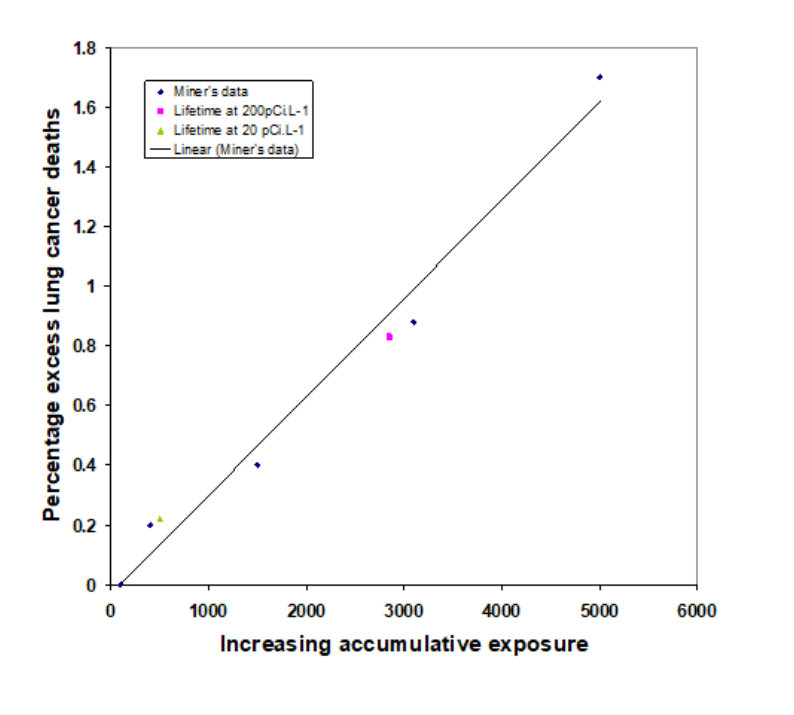 1.8
Miner's data
Lifetime at 200pCi.L-1
Lifetime at 20 pCi.L-1
Linear (Miner's data)
1.6
1.4
1.2
1
0.8
0.6
0.4
0.2
0
Percentage excess lung cancer deaths
0 1000 2000 3000 4000 5000 6000
Increasing accumulative exposure